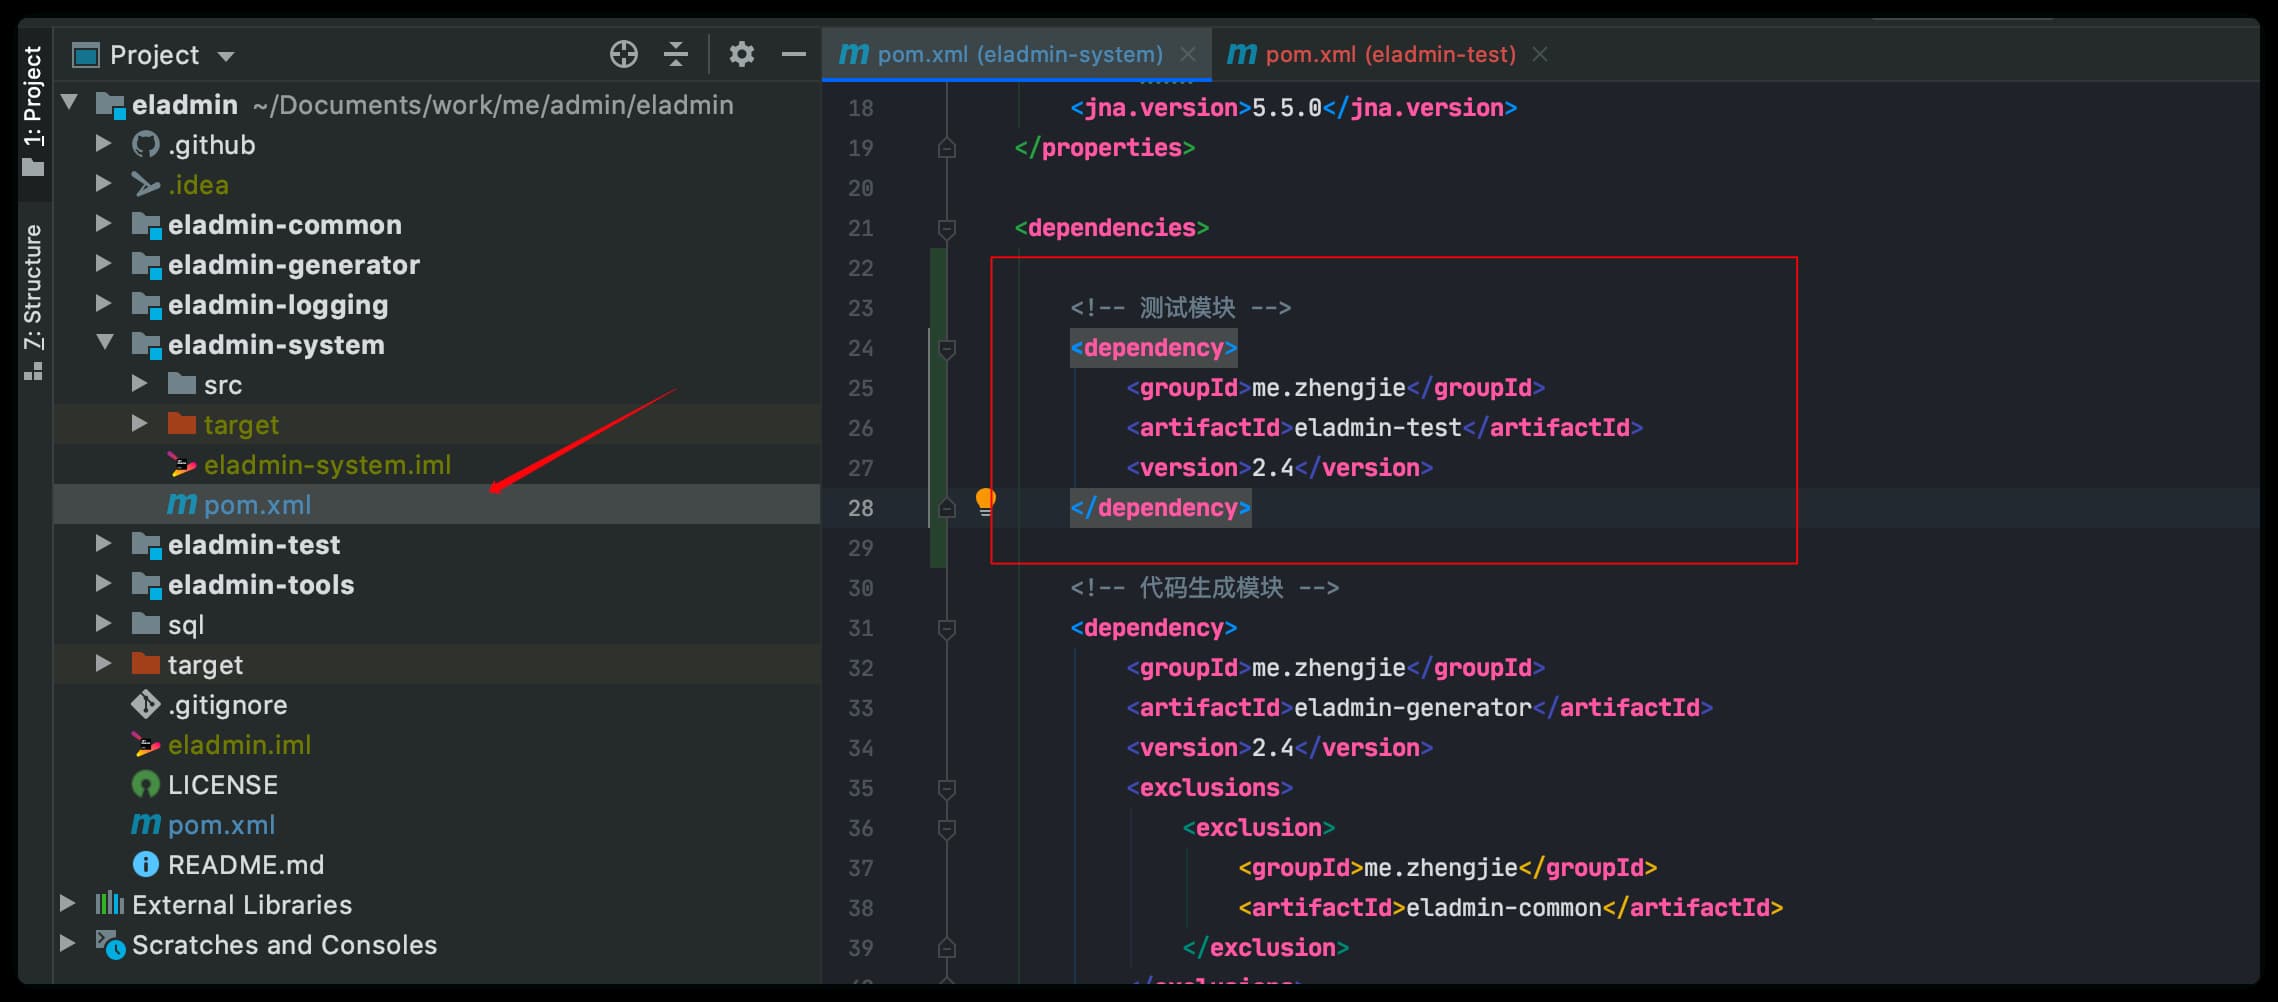 1: Project
7: Structure
Project
eladmin ~/Documents/work/me/admin/eladmin
.github
.idea
eladmin-common
eladmin-generator
eladmin-logging
eladmin-system
src
target
eladmin-system.iml
pom.xml
eladmin-test
eladmin-tools
sql
target
.gitignore
eladmin.iml
LICENSE
pom.xml
README.md
External Libraries
Scratches and Consoles
pom.xml (eladmin-system)
pom.xml (eladmin-test)
18 <jna.version>5.5.0</jna.version>
19 </properties>
20
21 <dependencies>
22
23 <!-- 测试模块 -->
24 <dependency>
25 <groupId>me.zhengjie</groupId>
26 <artifactId>eladmin-test</artifactId>
27 <version>2.4</version>
28 </dependency>
29
30 <!-- 代码生成模块 -->
31 <dependency>
32 <groupId>me.zhengjie</groupId>
33 <artifactId>eladmin-generator</artifactId>
34 <version>2.4</version>
35 <exclusions>
36 <exclusion>
37 <groupId>me.zhengjie</groupId>
38 <artifactId>eladmin-common</artifactId>
39 </exclusion>